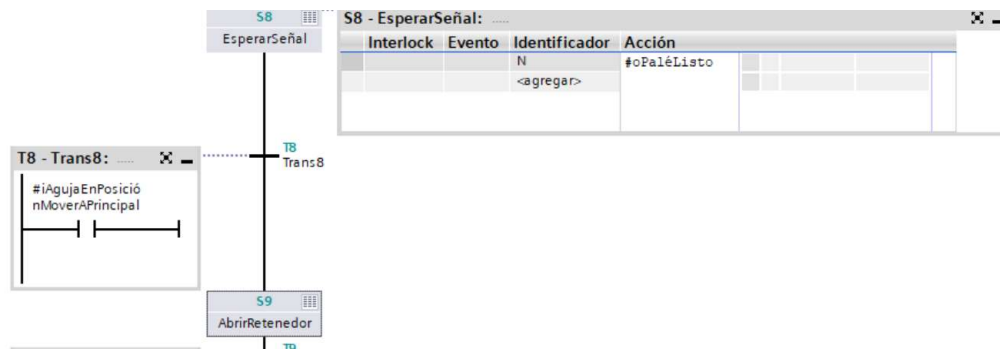 S8
EsperarSeñal
S8 - EsperarSeñal: .....
Interlock Evento Identificador Acción
N #oPaléListo
<agregar>
T8
Trans8
T8 - Trans8: .....
#iAgujaEnPosició
nMoverAPrincipal
S9
AbrirRetenedor
T9